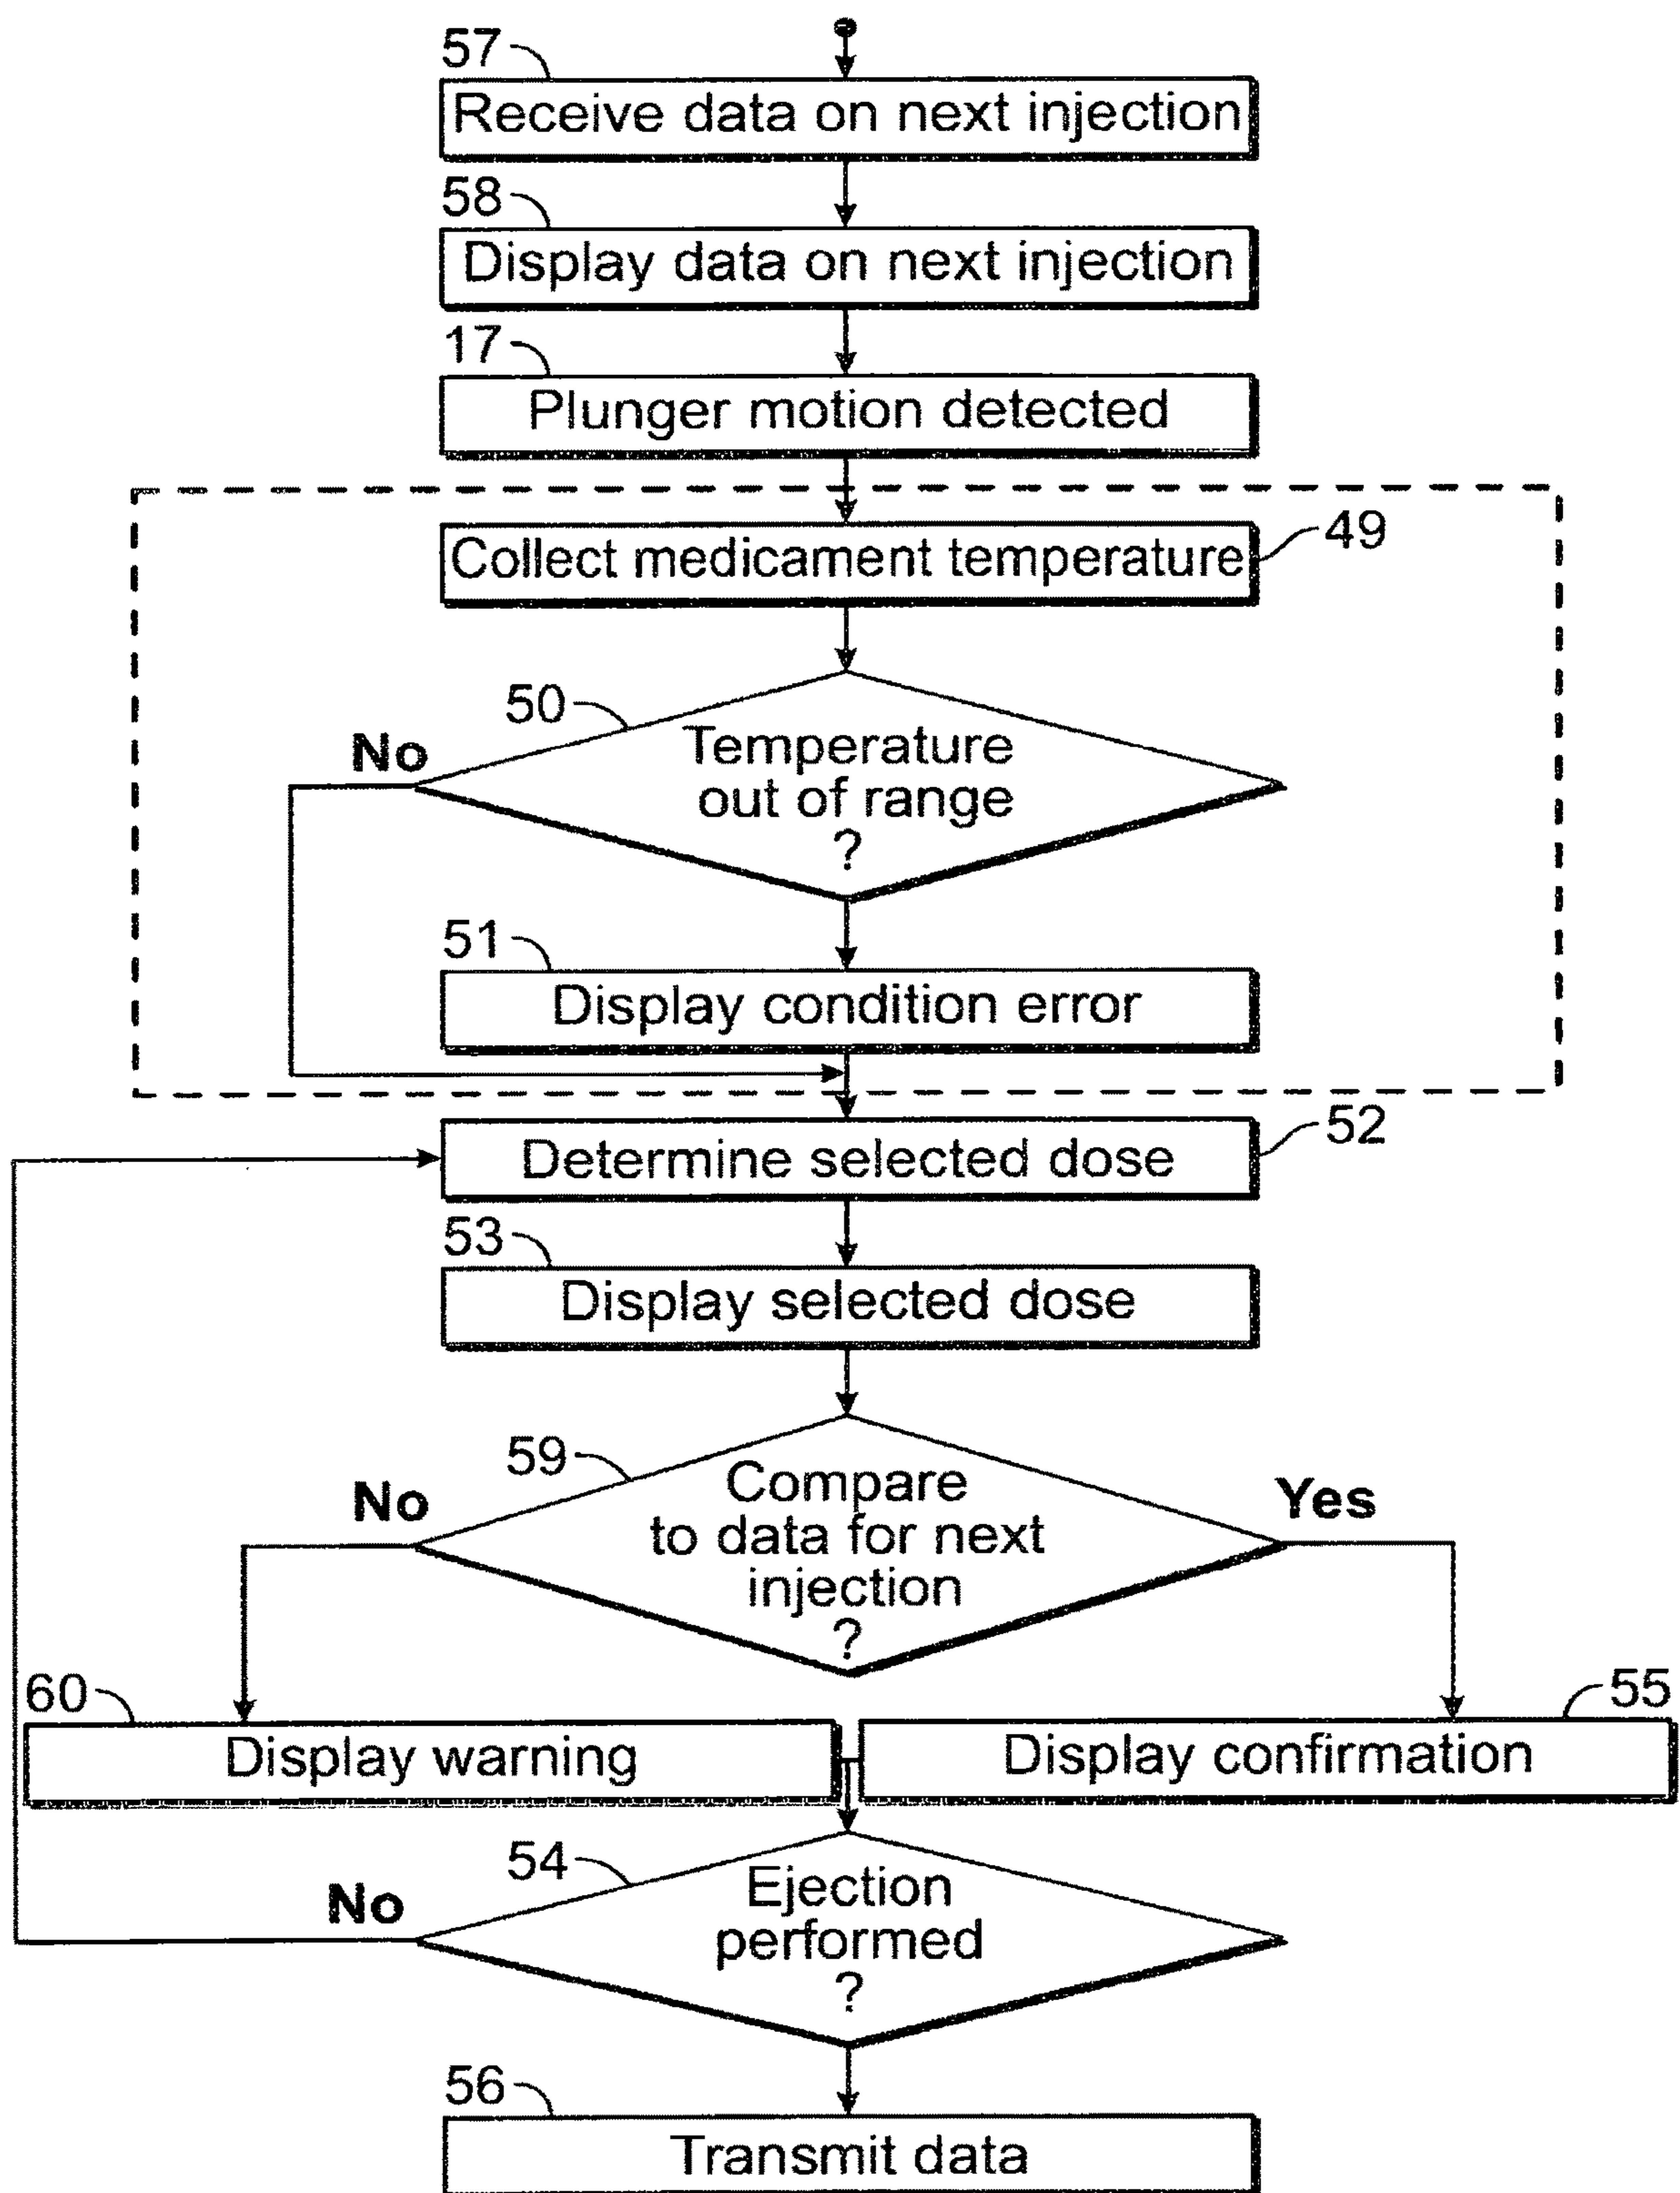 57
Receive data on next injection
58
Display data on next injection
17
Plunger motion detected
Collect medicament temperature
49
50
No
Temperature
out of range
?
51
Display condition error
52
Determine selected dose
53
Display selected dose
59
No
Compare
to data for next
injection
?
Yes
60
Display warning
55
Display confirmation
54
No
Ejection
performed
?
56
Transmit data